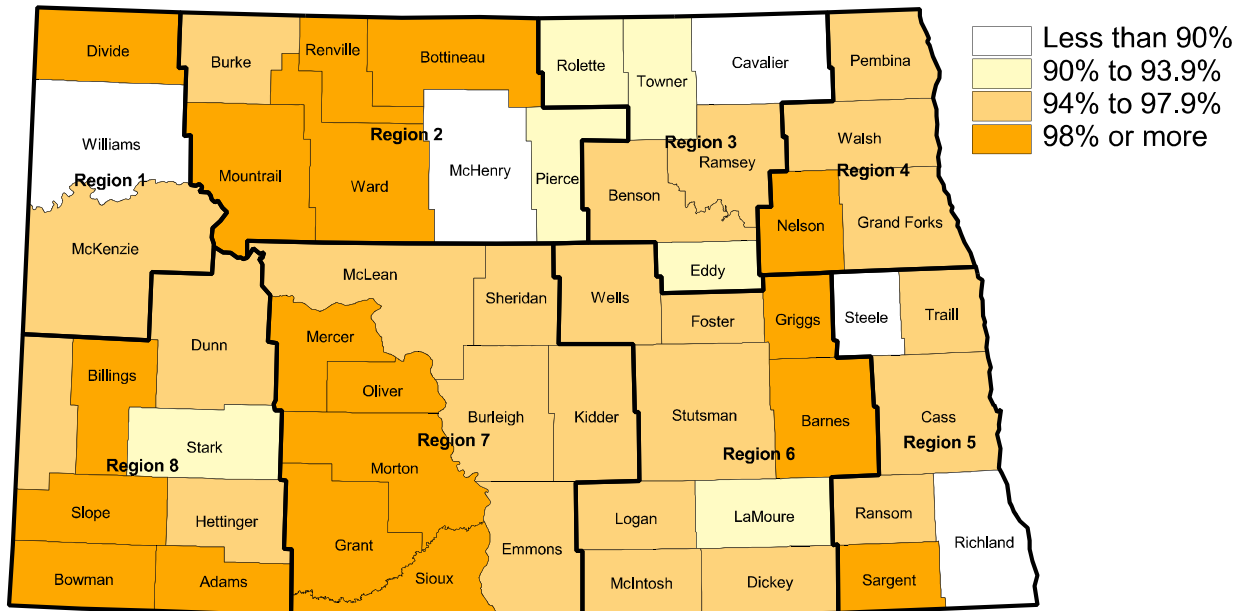 Divide
Burke
Renville
Bottineau
Rolette
Towner
Cavalier
Pembina
Less than 90%
90% to 93.9%
94% to 97.9%
98% or more
Williams
Region 1
Mountrail
Region 2
Ward
McHenry
Pierce
Region 3
Ramsey
Benson
Walsh
Region 4
Nelson
Grand Forks
McKenzie
McLean
Sheridan
Wells
Eddy
Foster
Griggs
Steele
Traill
Dunn
Mercer
Oliver
Billings
Stark
Region 8
Burleigh
Kidder
Region 7
Morton
Stutsman
Region 6
Barnes
Cass
Region 5
Slope
Hettinger
Grant
Sioux
Emmons
Logan
LaMoure
Ransom
Richland
Bowman
Adams
McIntosh
Dickey
Sargent